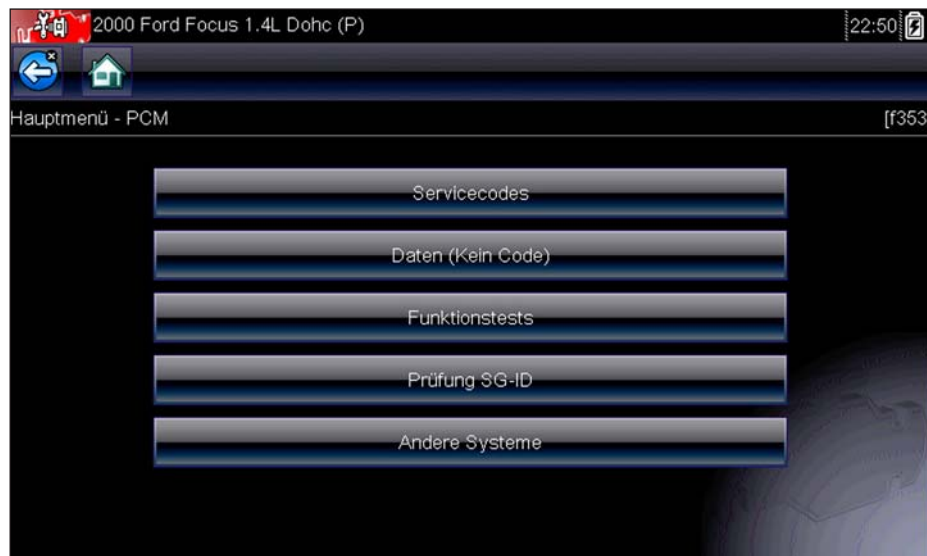 2000 Ford Focus 1.4L Dohc (P) 22:50
Hauptmenü - PCM [f353
Servicecodes
Daten (Kein Code)
Funktionstests
Prüfung SG-ID
Andere Systeme